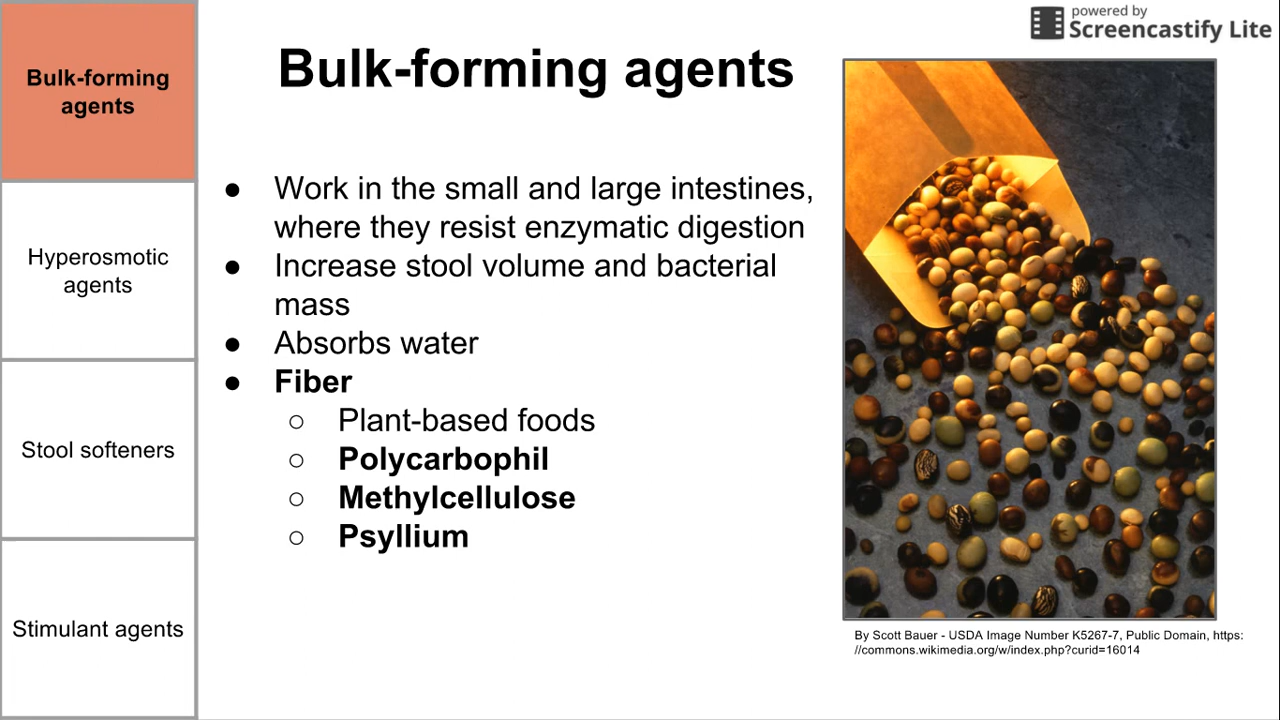 powered by
Screencastify Lite
Bulk-forming
agents
Hyperosmotic
agents
Stool softeners
Stimulant agents
Bulk-forming agents
● Work in the small and large intestines,
where they resist enzymatic digestion
● Increase stool volume and bacterial
mass
● Absorbs water
● Fiber
○ Plant-based foods
○ Polycarbophil
○ Methylcellulose
○ Psyllium
By Scott Bauer - USDA Image Number K5267-7, Public Domain, https:
//commons.wikimedia.org/w/index.php?curid=16014